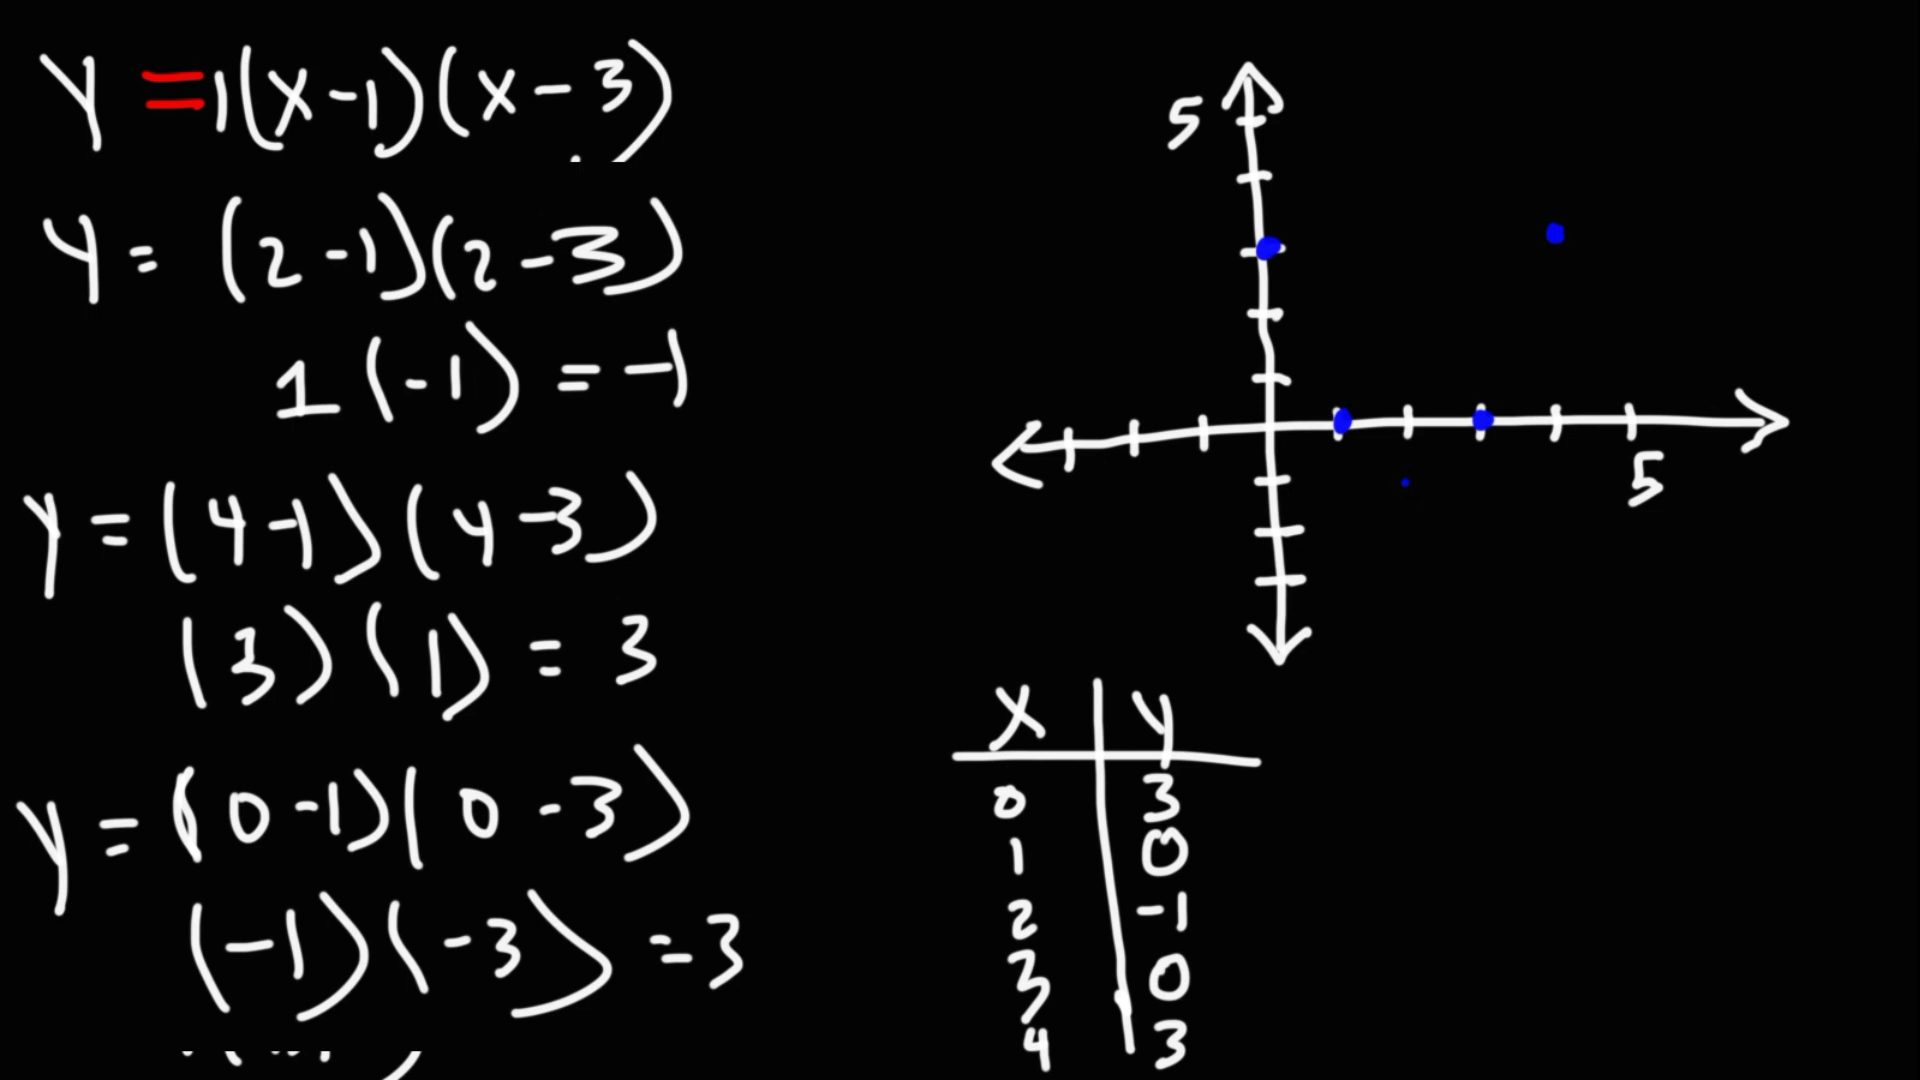 y = 1(x - 1)(x - 3)
y = (2 - 1)(2 - 3)
1(-1) = -1
y = (4 - 1)(4 - 3)
(3)(1) = 3
y = (0 - 1)(0 - 3)
(-1)(-3) = 3
5
5
x y
0 3
1 0
2 -1
3 0
4 3